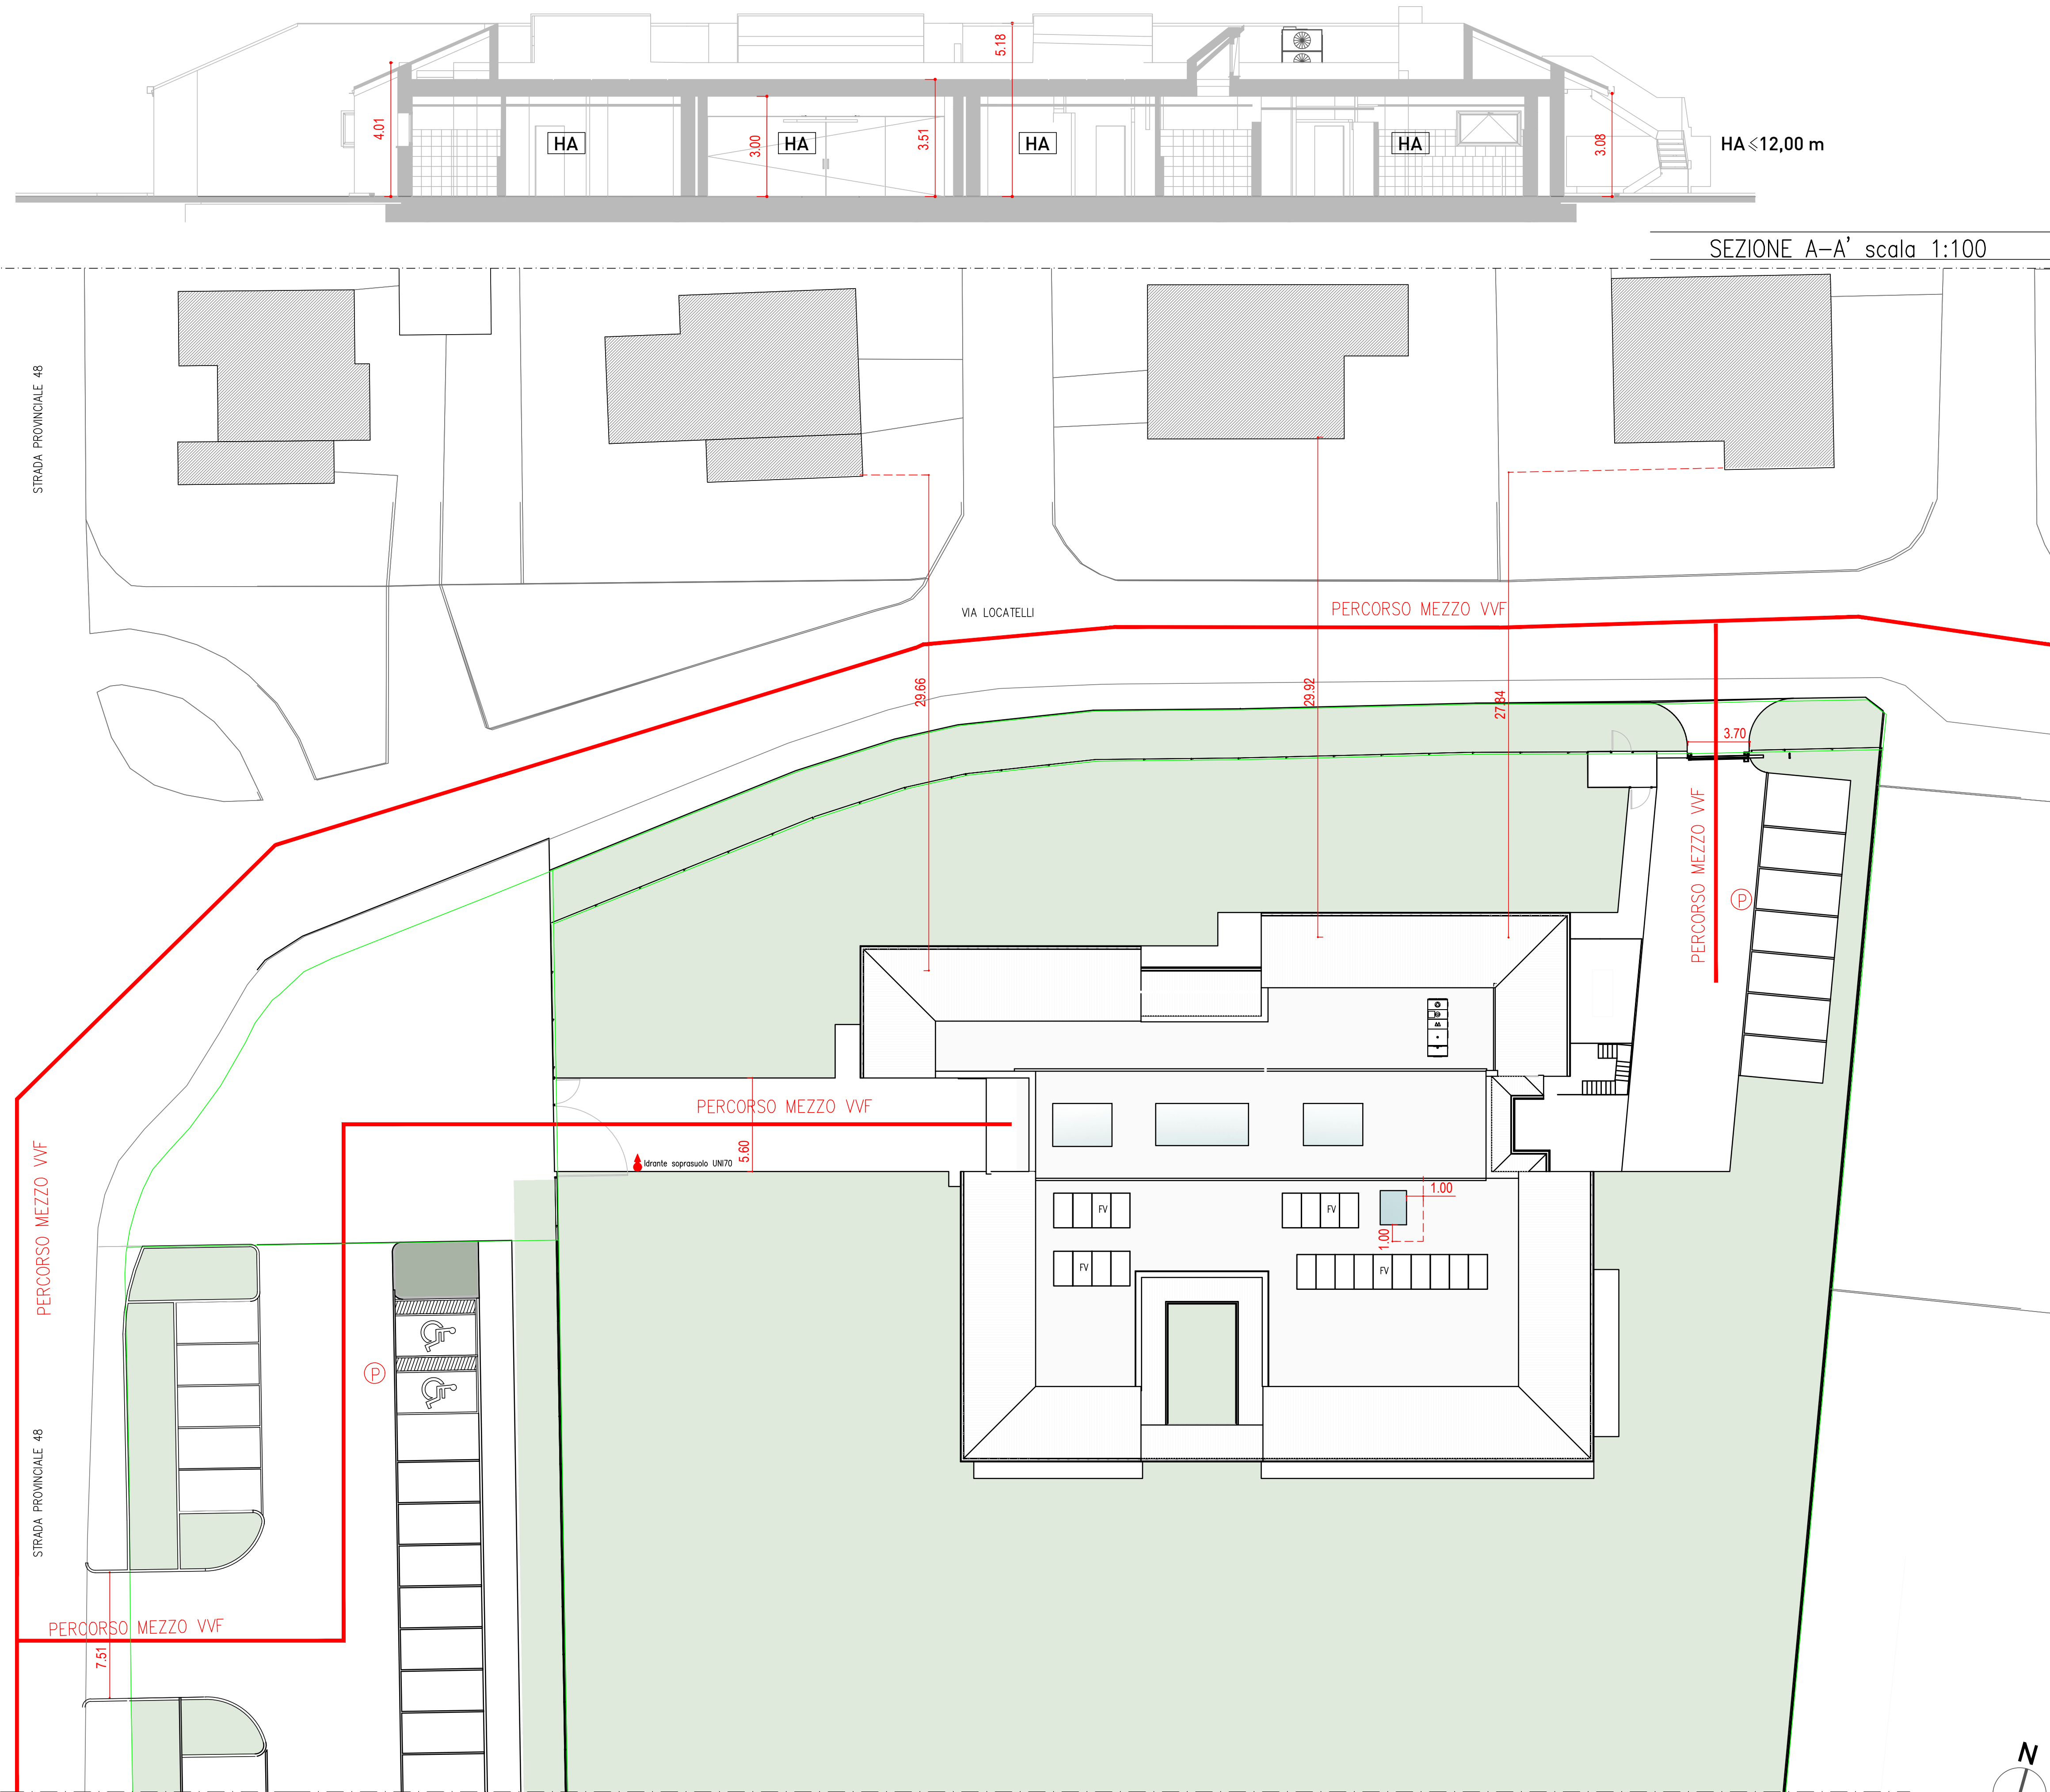 5.18
4.01
HA
3.00
HA
3.51
HA
HA
3.08
HA ⩽12,00 m
SEZIONE A-A' scala 1:100
STRADA PROVINCIALE 48
VIA LOCATELLI
PERCORSO MEZZO VVF
29.66
29.92
27.84
3.70
PERCORSO MEZZO VVF
P
PERCORSO MEZZO VVF
5.60
Idrante soprasuolo UNI70
PERCORSO MEZZO VVF
1.00
FV
FV
1.00
FV
FV
P
STRADA PROVINCIALE 48
PERCORSO MEZZO VVF
7.51
N